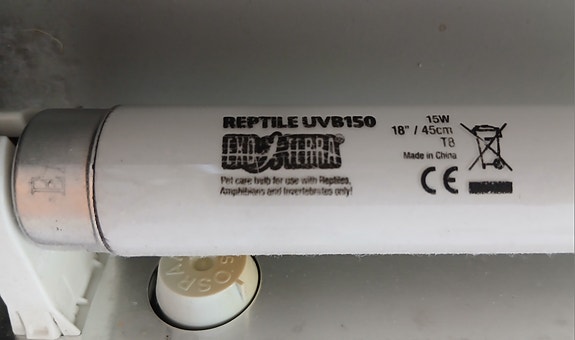 REPTILE UVB150
EXO TERRA®
Pet care bulb for use with Reptiles,
Amphibians and Invertebrates only!
15W
18" / 45cm
T8
Made in China
CE
OSRAM